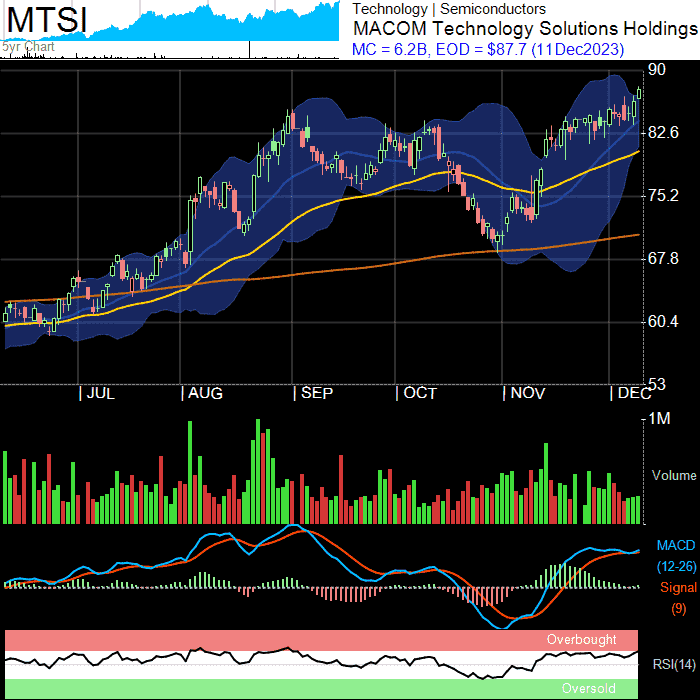 MTSI
5yr Chart
Technology | Semiconductors
MACOM Technology Solutions Holdings
MC = 6.2B, EOD = $87.7 (11Dec2023)
90
82.6
75.2
67.8
60.4
53
| JUL | AUG | SEP | OCT | NOV | DEC
1M
Volume
MACD
(12-26)
Signal
(9)
Overbought
RSI(14)
Oversold